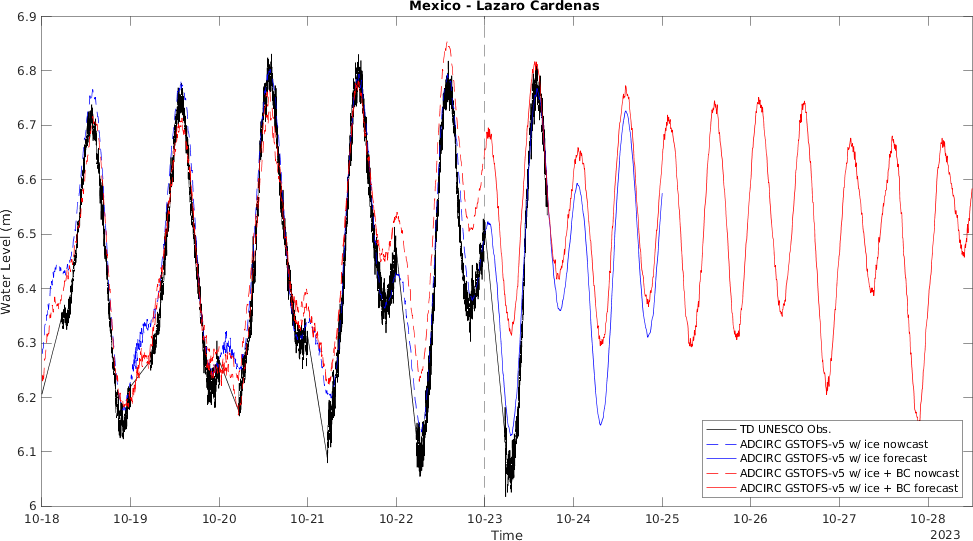 Mexico - Lazaro Cardenas
6.9
6.8
6.7
6.6
6.5
6.4
6.3
6.2
6.1
6
Water Level (m)
TD UNESCO Obs.
ADCIRC GSTOFS-v5 w/ ice nowcast
ADCIRC GSTOFS-v5 w/ ice forecast
ADCIRC GSTOFS-v5 w/ ice + BC nowcast
ADCIRC GSTOFS-v5 w/ ice + BC forecast
10-18 10-19 10-20 10-21 10-22 10-23 10-24 10-25 10-26 10-27 10-28
Time
2023